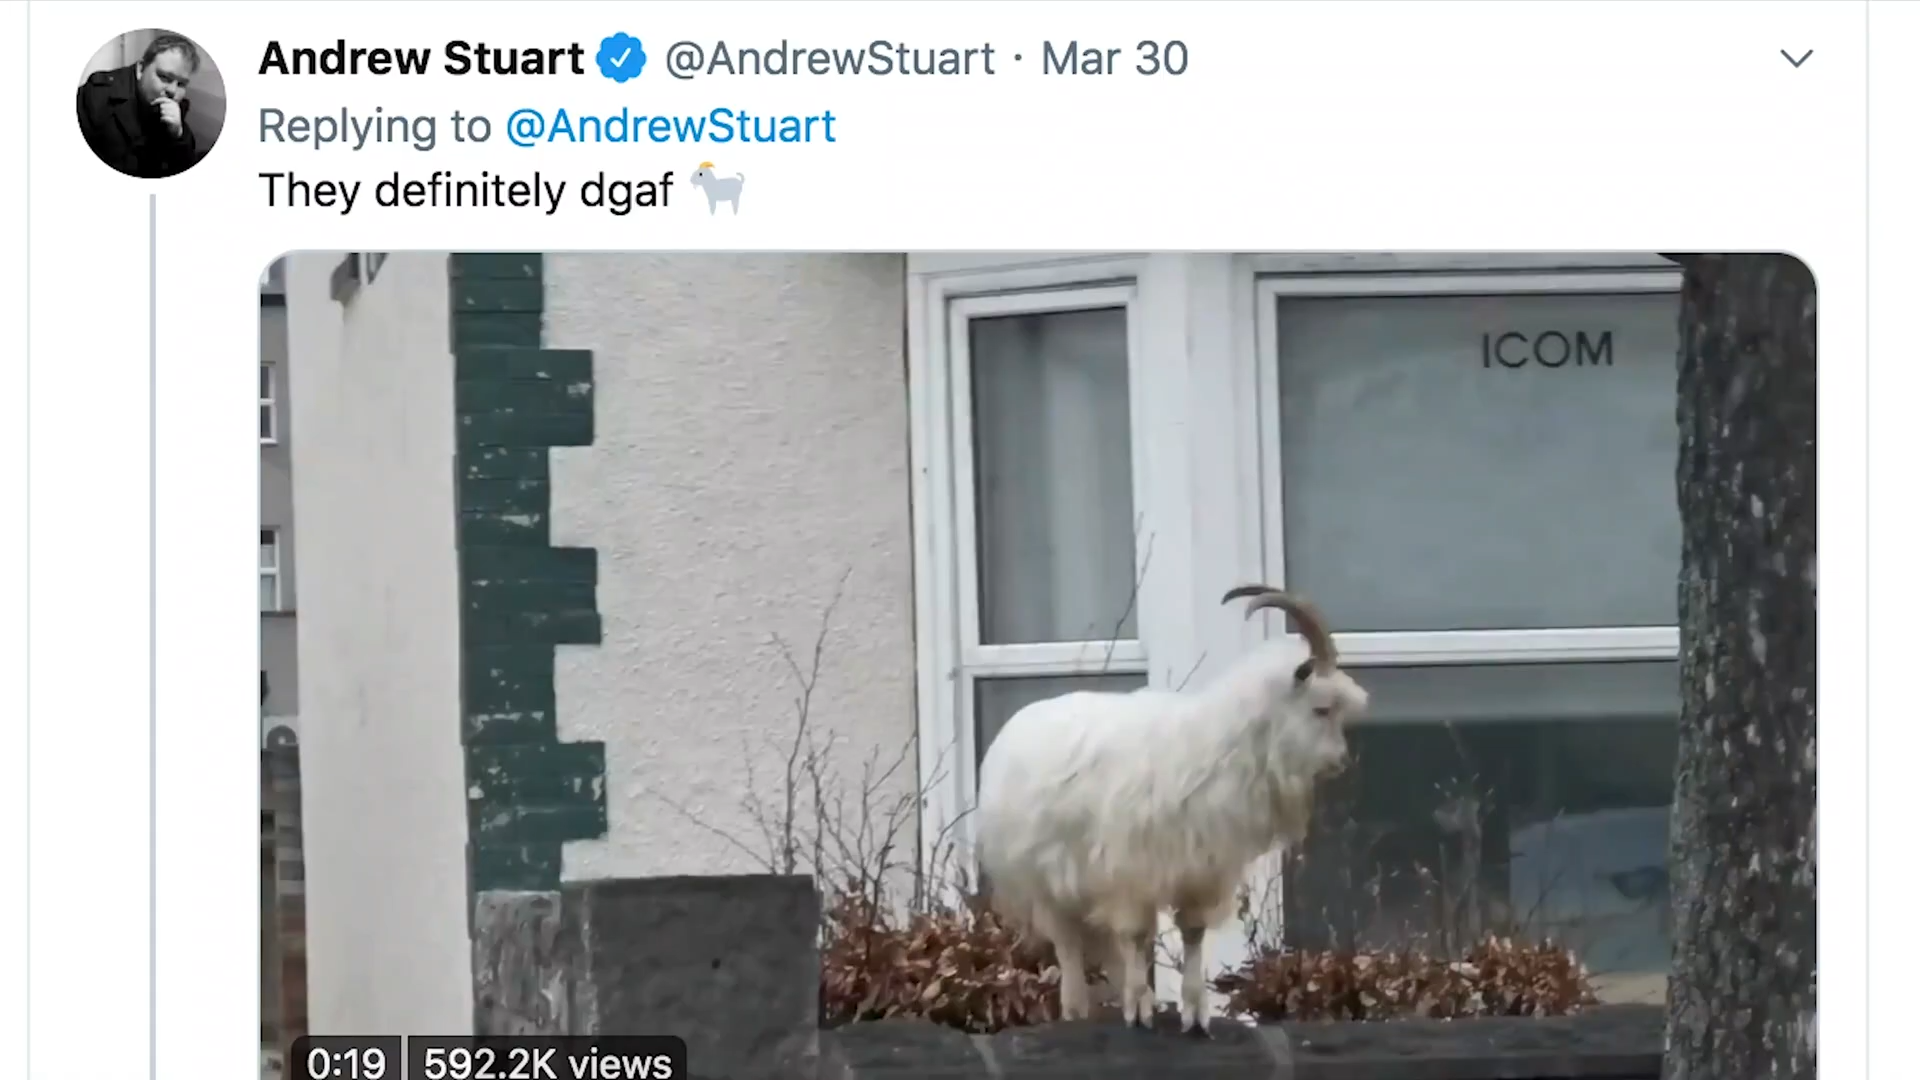 Andrew Stuart @AndrewStuart · Mar 30
Replying to @AndrewStuart
They definitely dgaf 🐐
ICOM
0:19 | 592.2K views